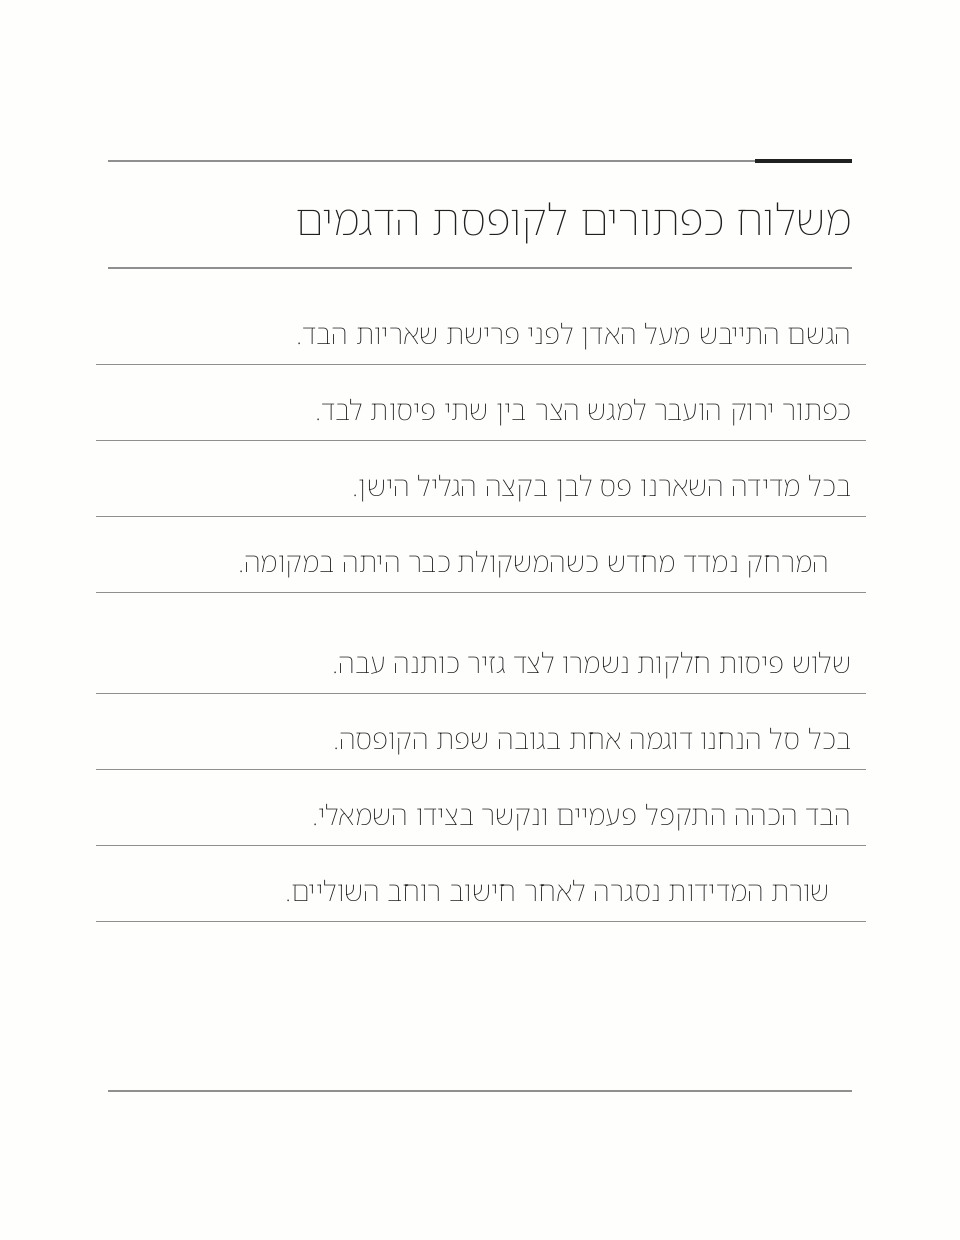 משלוח כפתורים לקופסת הדגמים
הגשם התייבש מעל האדן לפני פרישת שאריות הבד.
כפתור ירוק הועבר למגש הצר בין שתי פיסות לבד.
בכל מדידה השארנו פס לבן בקצה הגליל הישן.
המרחק נמדד מחדש כשהמשקולת כבר היתה במקומה.
שלוש פיסות חלקות נשמרו לצד גזיר כותנה עבה.
בכל סל הנחנו דוגמה אחת בגובה שפת הקופסה.
הבד הכהה התקפל פעמיים ונקשר בצידו השמאלי.
שורת המדידות נסגרה לאחר חישוב רוחב השוליים.